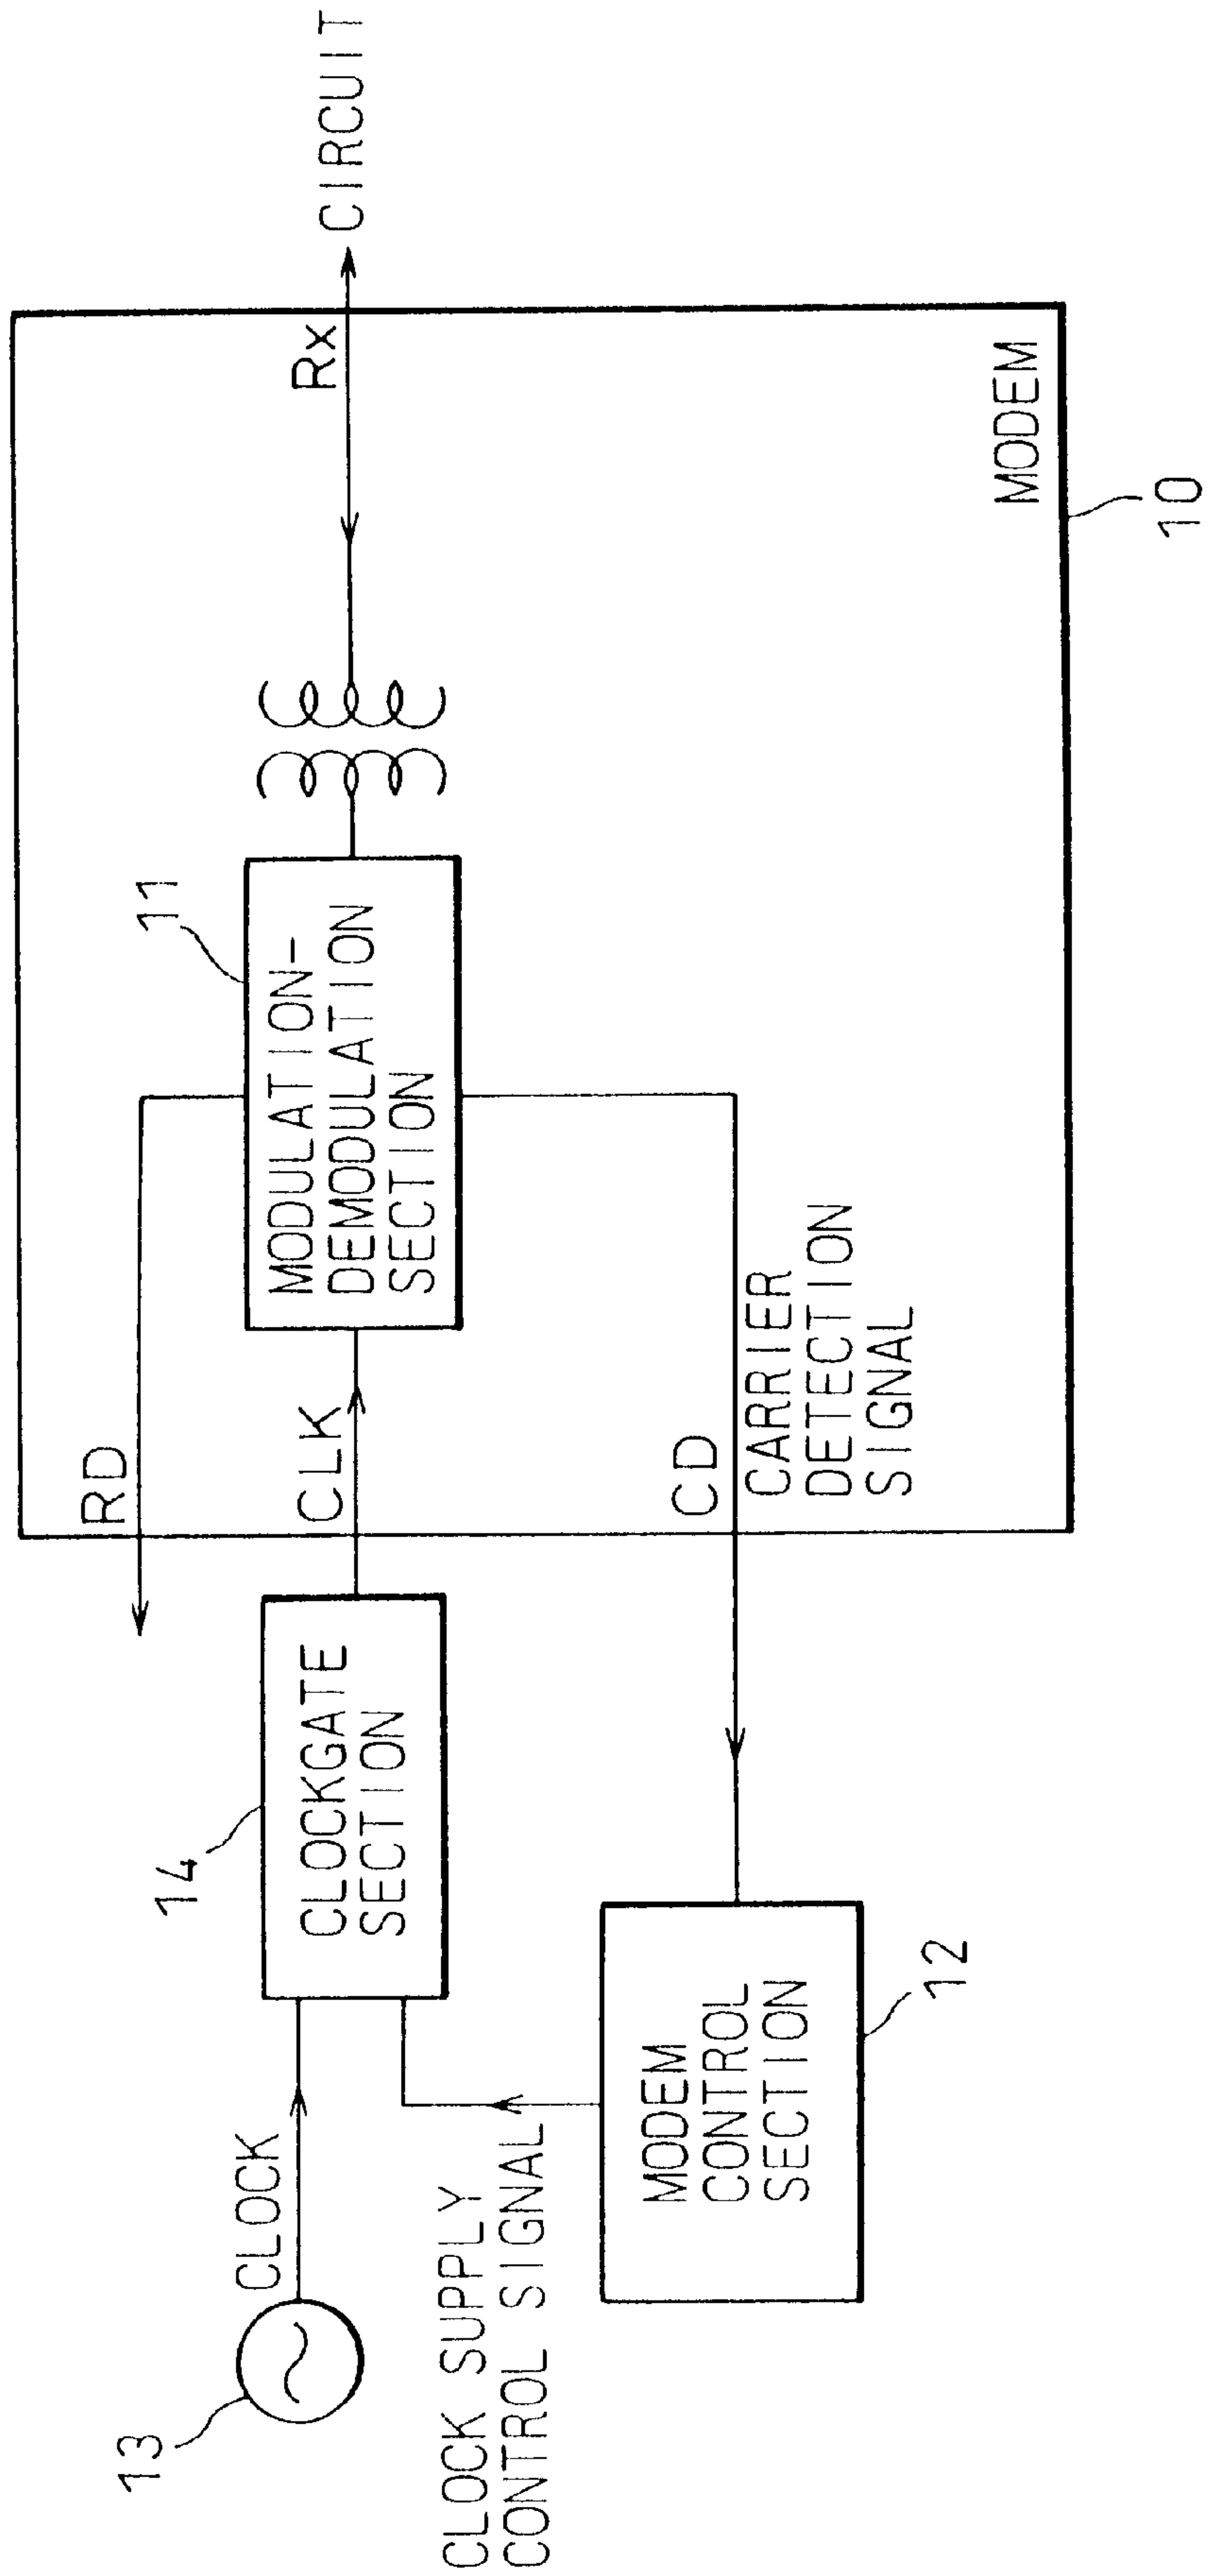 13
CLOCK
CLOCK SUPPLY
CONTROL SIGNAL
14
CLOCKGATE
SECTION
MODEM
CONTROL
SECTION
12
RD
CLK
CD
CARRIER
DETECTION
SIGNAL
11
MODULATION-
DEMODULATION
SECTION
Rx
CIRCUIT
MODEM
10